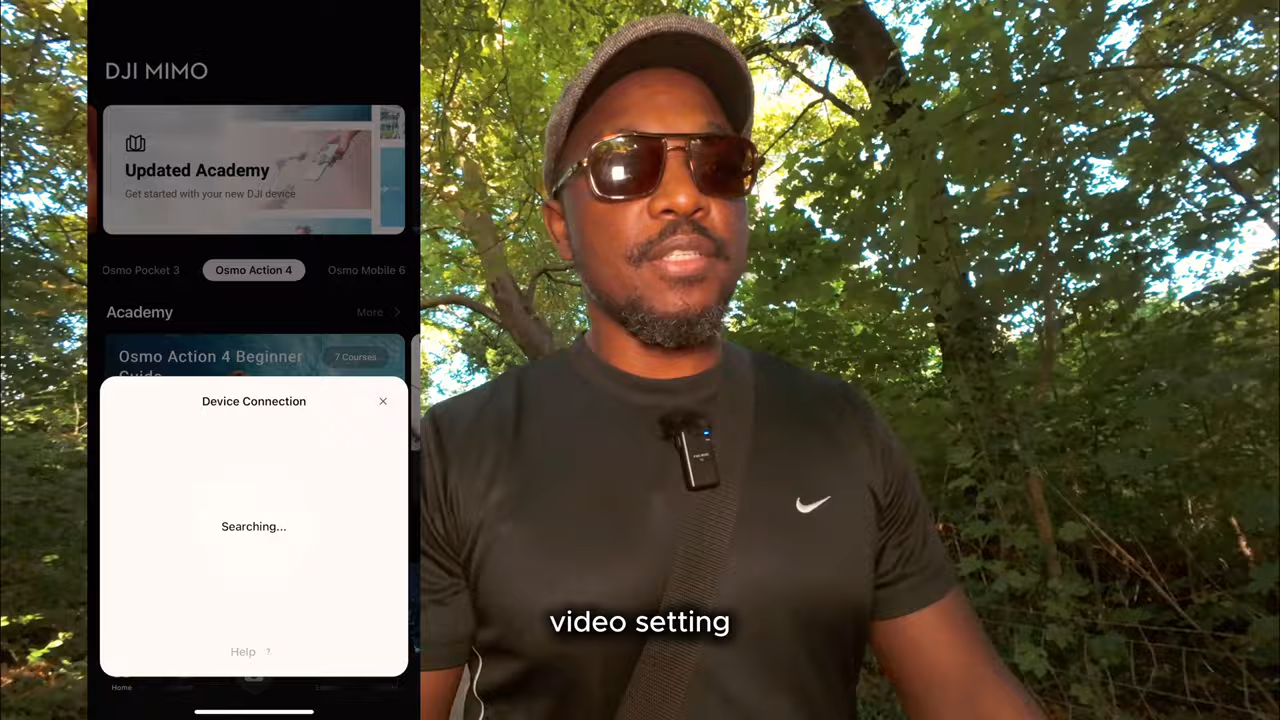 DJI MIMO
Updated Academy
Get started with your new DJI device
Osmo Pocket 3
Osmo Action 4
Osmo Mobile 6
Academy
More
Osmo Action 4 Beginner
Guide
7 Courses
Device Connection
Searching...
Help ?
Home
video setting